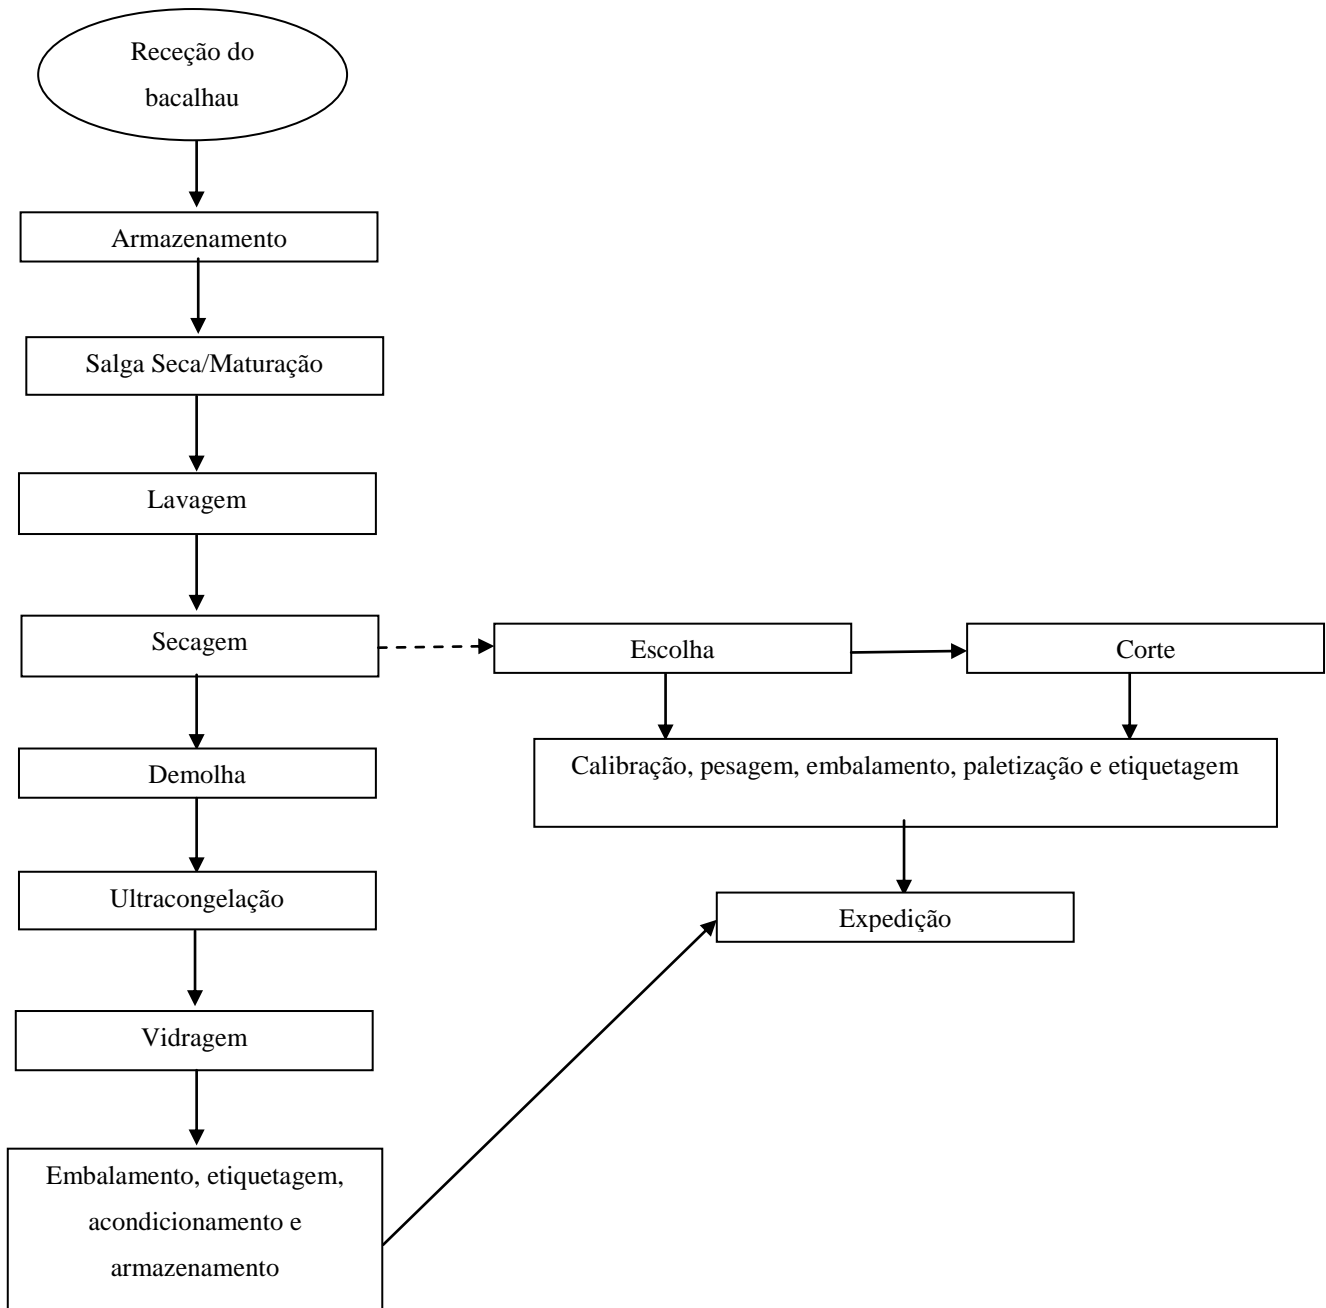 Receção do
bacalhau
Armazenamento
Salga Seca/Maturação
Lavagem
Secagem
Escolha
Corte
Demolha
Calibração, pesagem, embalamento, paletização e etiquetagem
Ultracongelação
Expedição
Vidragem
Embalamento, etiquetagem,
acondicionamento e
armazenamento